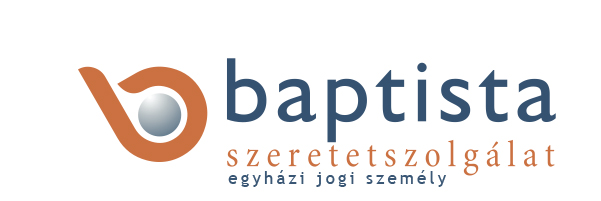 baptista
szeretetszolgálat
egyházi jogi személy